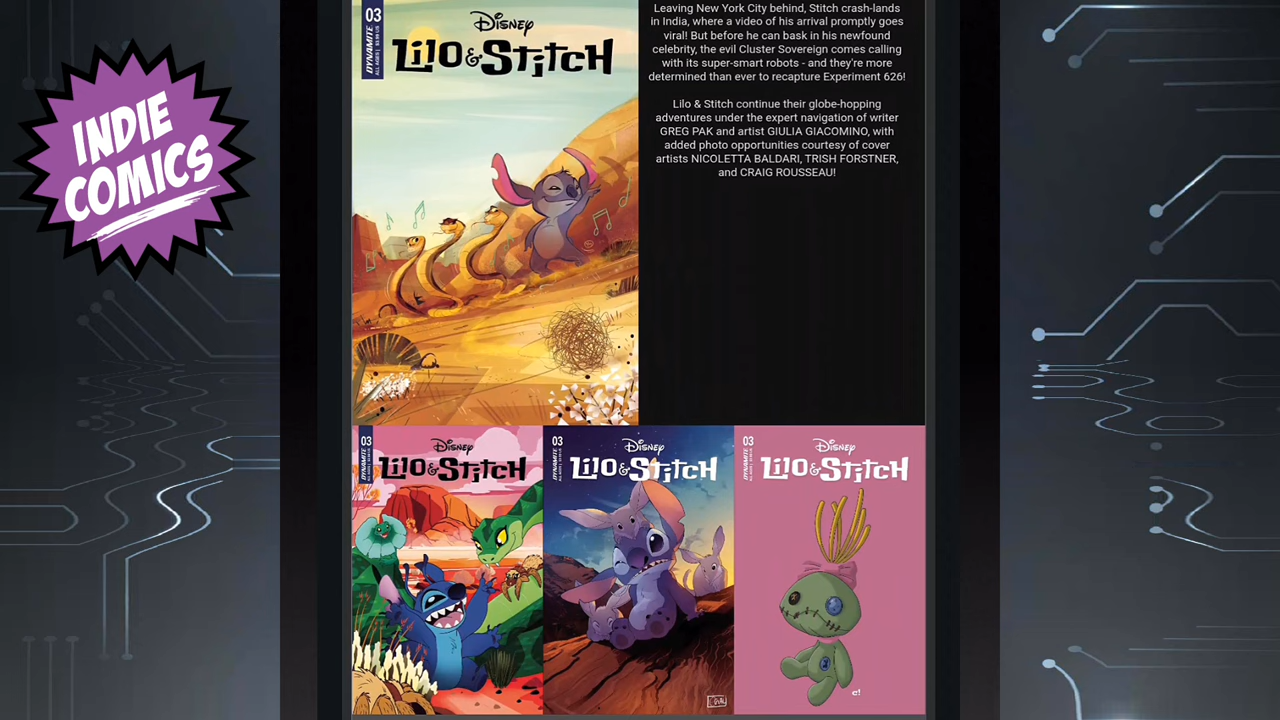 INDIE
COMICS
03
DYNAMITE
Disney
LiLO & STiTCH
Leaving New York City behind, Stitch crash-lands
in India, where a video of his arrival promptly goes
viral! But before he can bask in his newfound
celebrity, the evil Cluster Sovereign comes calling
with its super-smart robots - and they're more
determined than ever to recapture Experiment 626!
Lilo & Stitch continue their globe-hopping
adventures under the expert navigation of writer
GREG PAK and artist GIULIA GIACOMINO, with
added photo opportunities courtesy of cover
artists NICOLETTA BALDARI, TRISH FORSTNER,
and CRAIG ROUSSEAU!
03
DYNAMITE
Disney
LiLO & STiTCH
03
DYNAMITE
Disney
LiLO & STiTCH
03
DYNAMITE
Disney
LiLO & STiTCH
c!